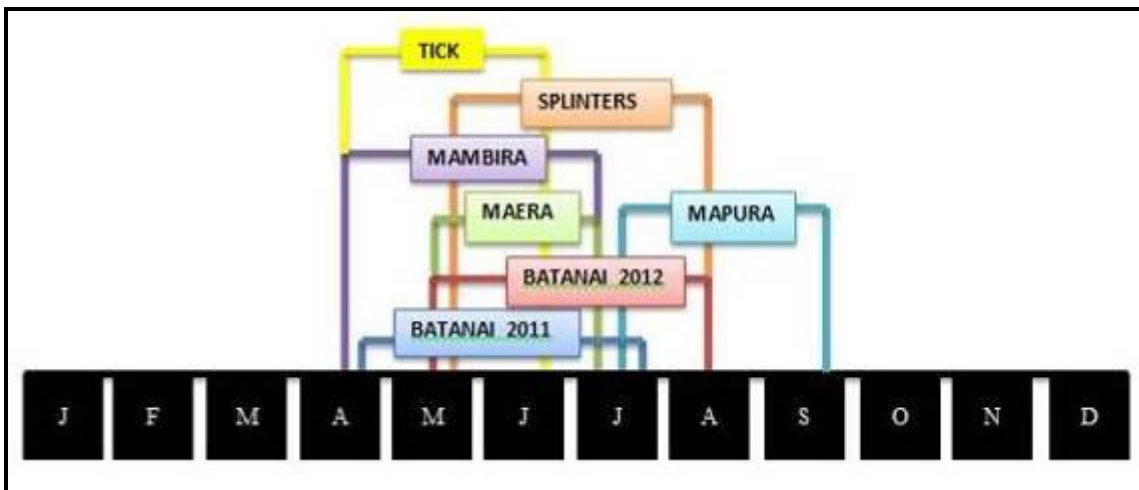 TICK
SPLINTERS
MAMBIRA
MAERA
MAPURA
BATANAI 2012
BATANAI 2011
J F M A M J J A S O N D